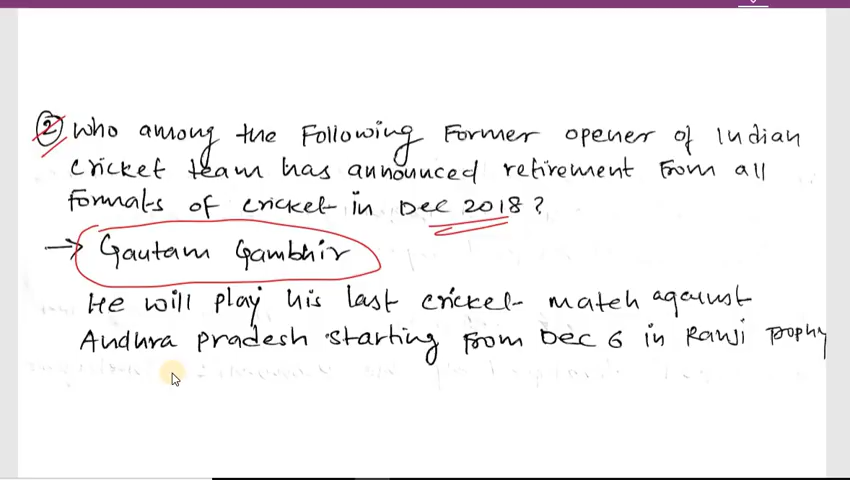 ② Who among the Following Former opener of Indian
cricket team has announced retirement from all
formats of cricket in Dec 2018?
→ Gautam Gambhir
He will play his last cricket match against
Andhra pradesh starting from Dec 6 in Ranji Trophy